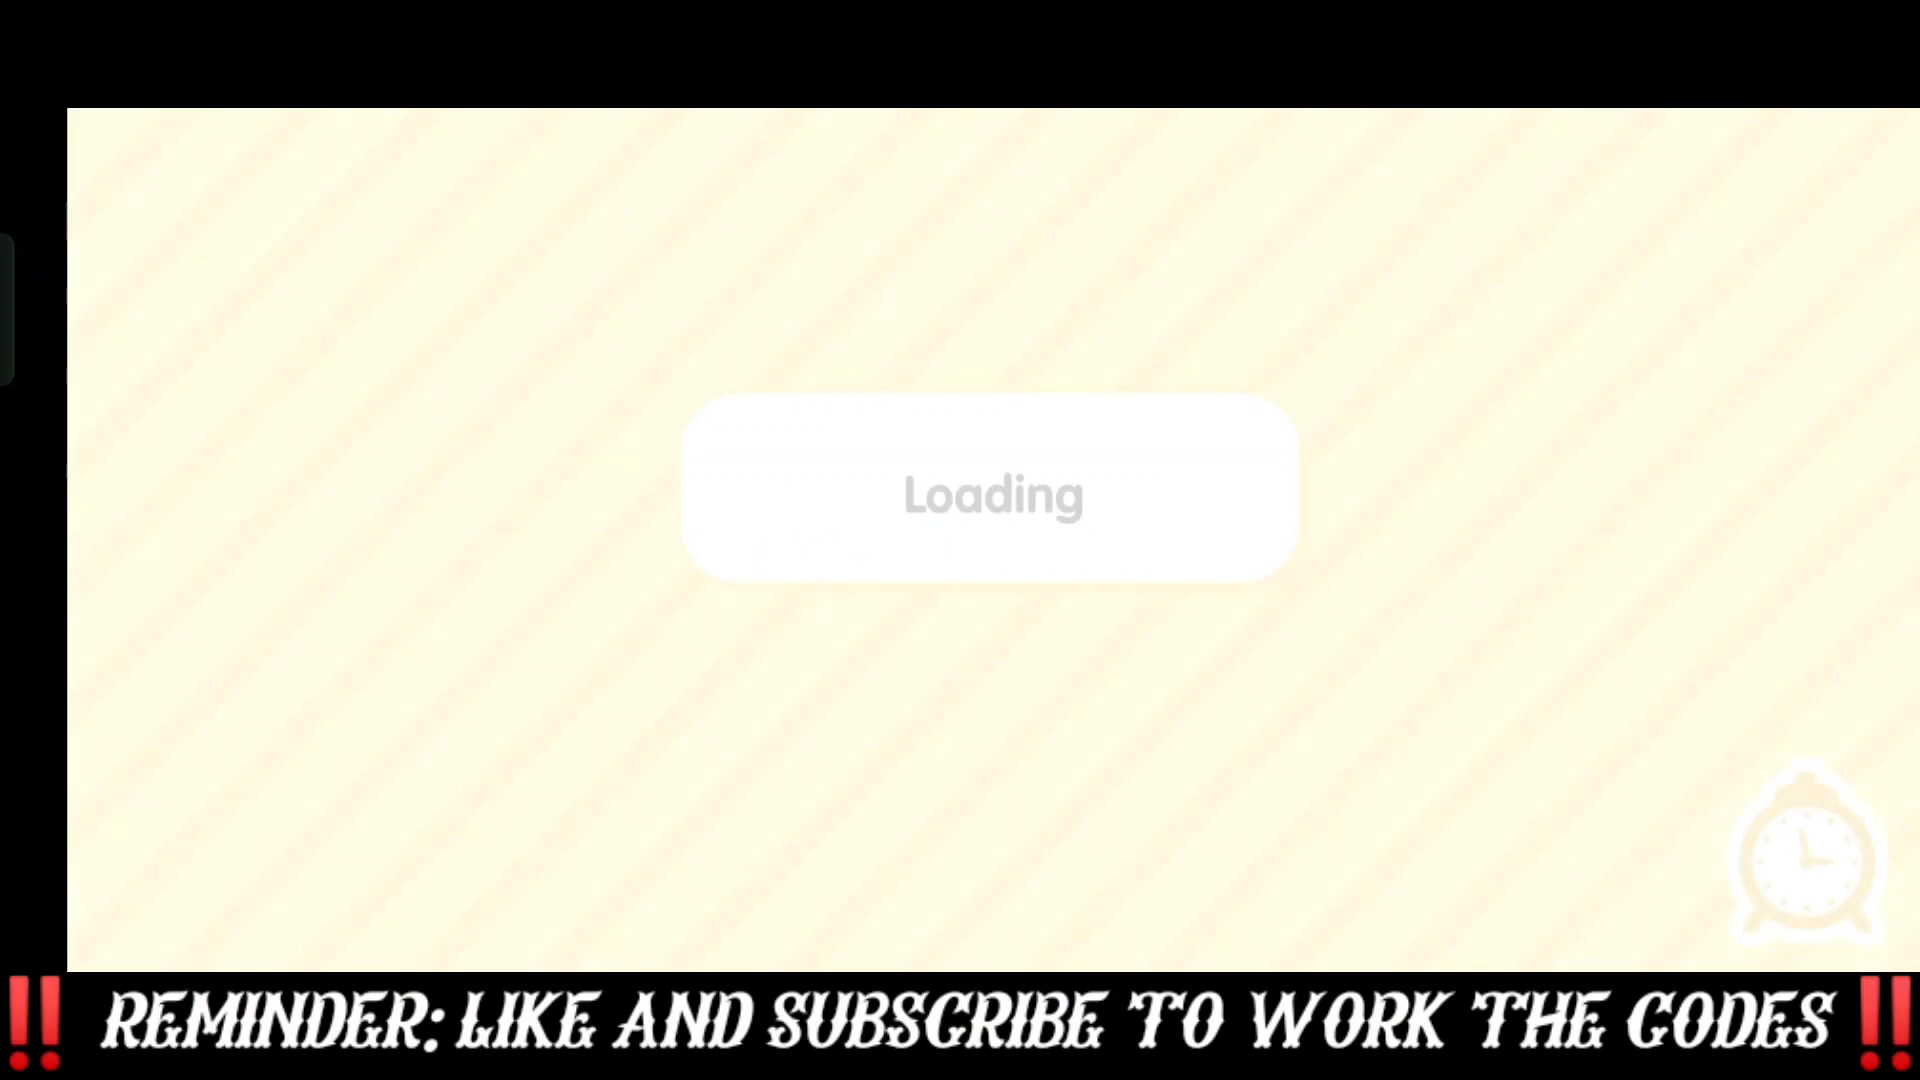 Loading
‼ REMINDER: LIKE AND SUBSCRIBE TO WORK THE CODES ‼